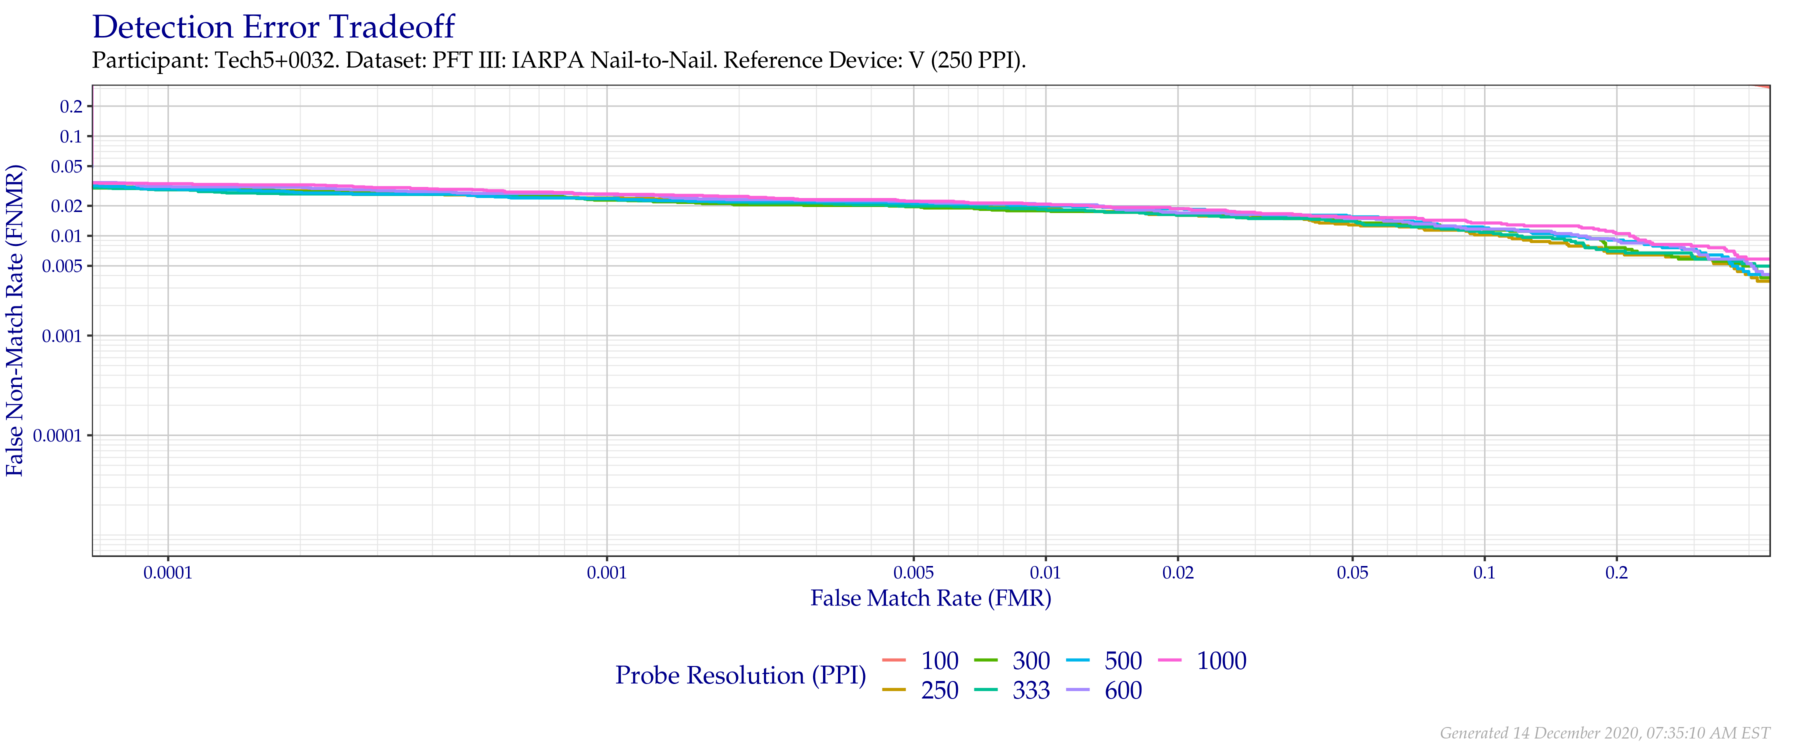 Detection Error Tradeoff
Participant: Tech5+0032. Dataset: PFT III: IARPA Nail-to-Nail. Reference Device: V (250 PPI).
False Non-Match Rate (FNMR)
0.2
0.1
0.05
0.02
0.01
0.005
0.001
0.0001
0.0001 0.001 0.005 0.01 0.02 0.05 0.1 0.2
False Match Rate (FMR)
Probe Resolution (PPI)
100 300 500 1000
250 333 600
Generated 14 December 2020, 07:35:10 AM EST